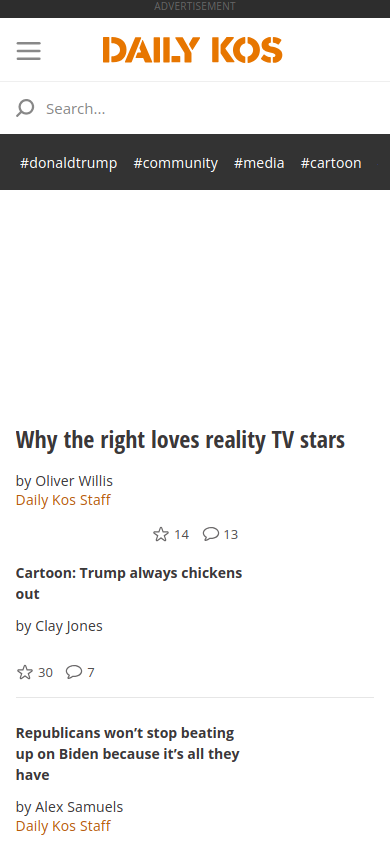 ADVERTISEMENT
DAILY KOS
Search...
#donaldtrump #community #media #cartoon
Why the right loves reality TV stars
by Oliver Willis
Daily Kos Staff
14 13
Cartoon: Trump always chickens
out
by Clay Jones
30 7
Republicans won’t stop beating
up on Biden because it’s all they
have
by Alex Samuels
Daily Kos Staff